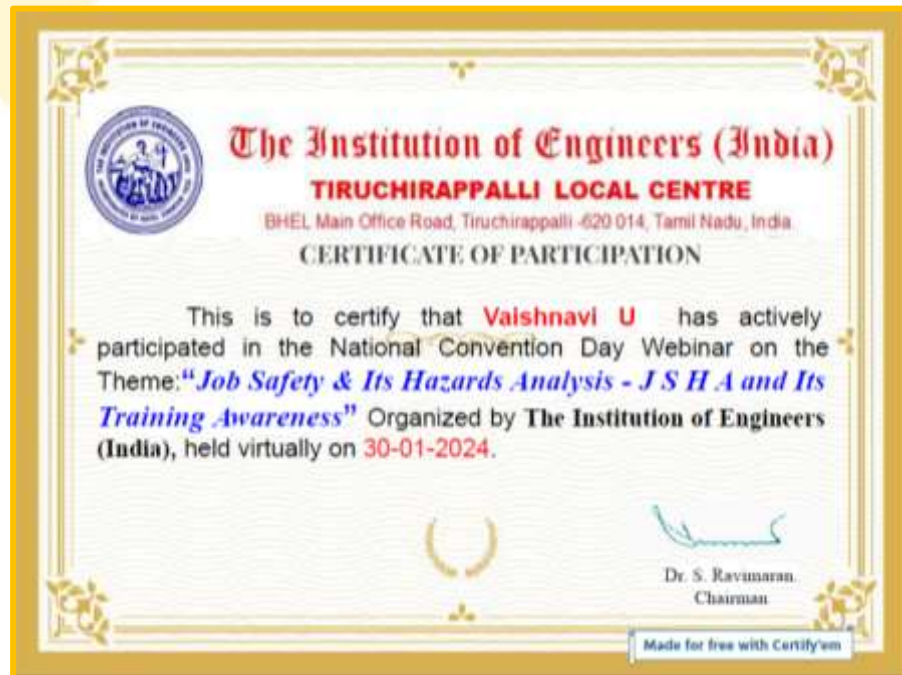 The Institution of Engineers (India)
TIRUCHIRAPPALLI LOCAL CENTRE
BHEL Main Office Road, Tiruchirappalli -620 014, Tamil Nadu, India
CERTIFICATE OF PARTICIPATION
This is to certify that Vaishnavi U has actively
participated in the National Convention Day Webinar on the
Theme:“Job Safety & Its Hazards Analysis - J S H A and Its
Training Awareness” Organized by The Institution of Engineers
(India), held virtually on 30-01-2024.
Dr. S. Ravimaran
Chairman
Made for free with Certify'em